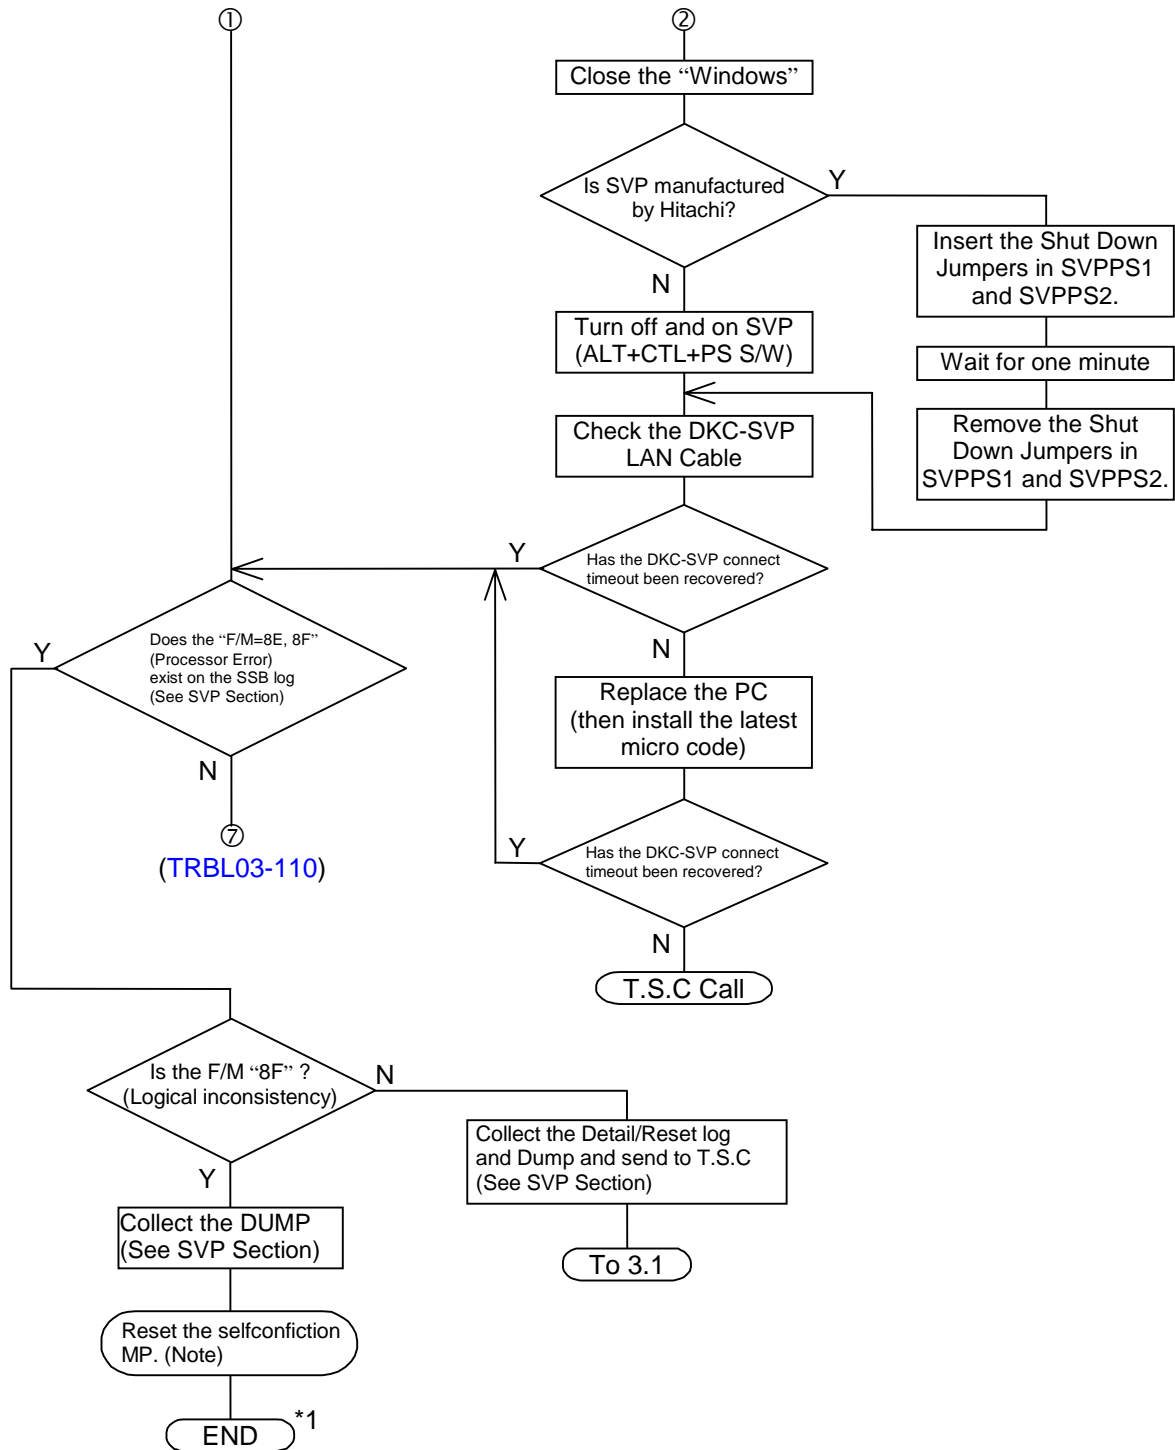 ①
②
Close the “Windows”
Is SVP manufactured
by Hitachi?
Y
N
Insert the Shut Down
Jumpers in SVPPS1
and SVPPS2.
Turn off and on SVP
(ALT+CTL+PS S/W)
Wait for one minute
Check the DKC-SVP
LAN Cable
Remove the Shut
Down Jumpers in
SVPPS1 and SVPPS2.
Y
Has the DKC-SVP connect
timeout been recovered?
N
Y
Does the “F/M=8E, 8F”
(Processor Error)
exist on the SSB log
(See SVP Section)
N
⑦
(TRBL03-110)
Replace the PC
(then install the latest
micro code)
Y
Has the DKC-SVP connect
timeout been recovered?
N
T.S.C Call
Is the F/M “8F” ?
(Logical inconsistency)
N
Y
Collect the Detail/Reset log
and Dump and send to T.S.C
(See SVP Section)
To 3.1
Collect the DUMP
(See SVP Section)
Reset the selfconfiction
MP. (Note)
END
*1